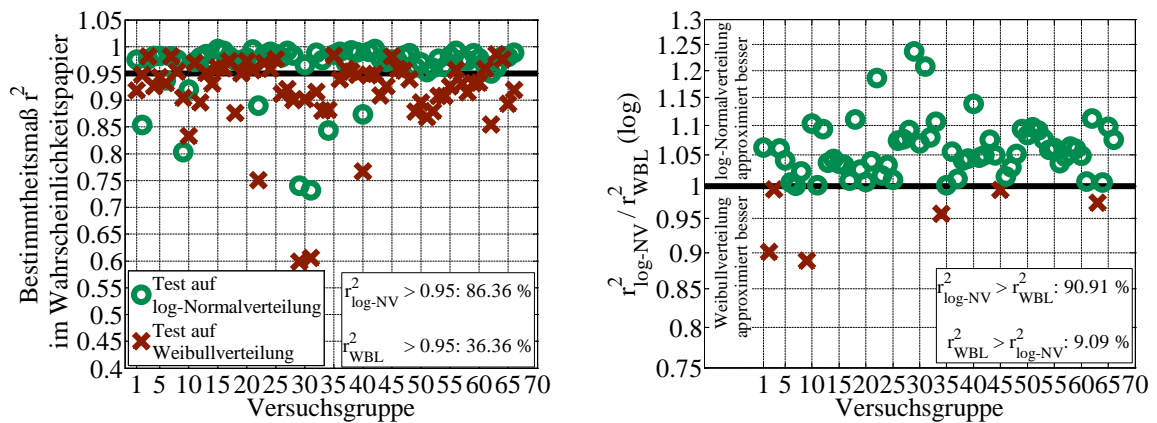 Bestimmtheitsmaß r²
im Wahrscheinlichkeitspapier
1
0.95
0.9
0.85
0.8
0.75
0.7
0.65
0.6
0.55
0.5
0.45
0.4
Test auf
log-Normalverteilung
Test auf
Weibullverteilung
r²log-NV > 0.95: 86.36 %
r²WBL > 0.95: 36.36 %
1 5 10 15 20 25 30 35 40 45 50 55 60 65 70
Versuchsgruppe
r²log-NV / r²WBL (log)
1.3
1.25
1.2
1.15
1.1
1.05
1
0.95
0.9
0.85
0.8
0.75
log-Normalverteilung
approximiert besser
Weibullverteilung
approximiert besser
r²log-NV > r²WBL: 90.91 %
r²WBL > r²log-NV: 9.09 %
1 5 10 15 20 25 30 35 40 45 50 55 60 65 70
Versuchsgruppe